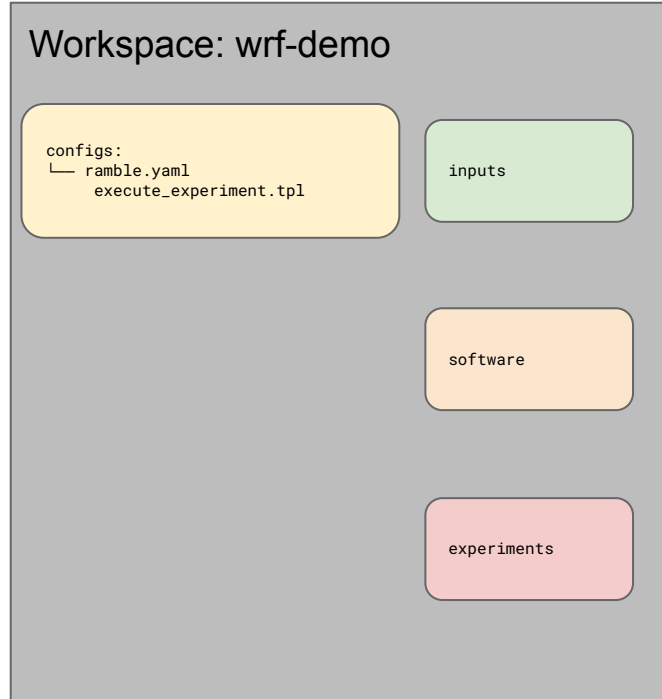 Workspace: wrf-demo
configs:
└── ramble.yaml
execute_experiment.tpl
inputs
software
experiments